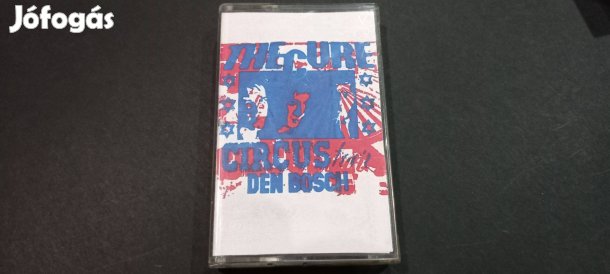 Jófogás
THE CURE
CIRCUS
DEN BOSCH